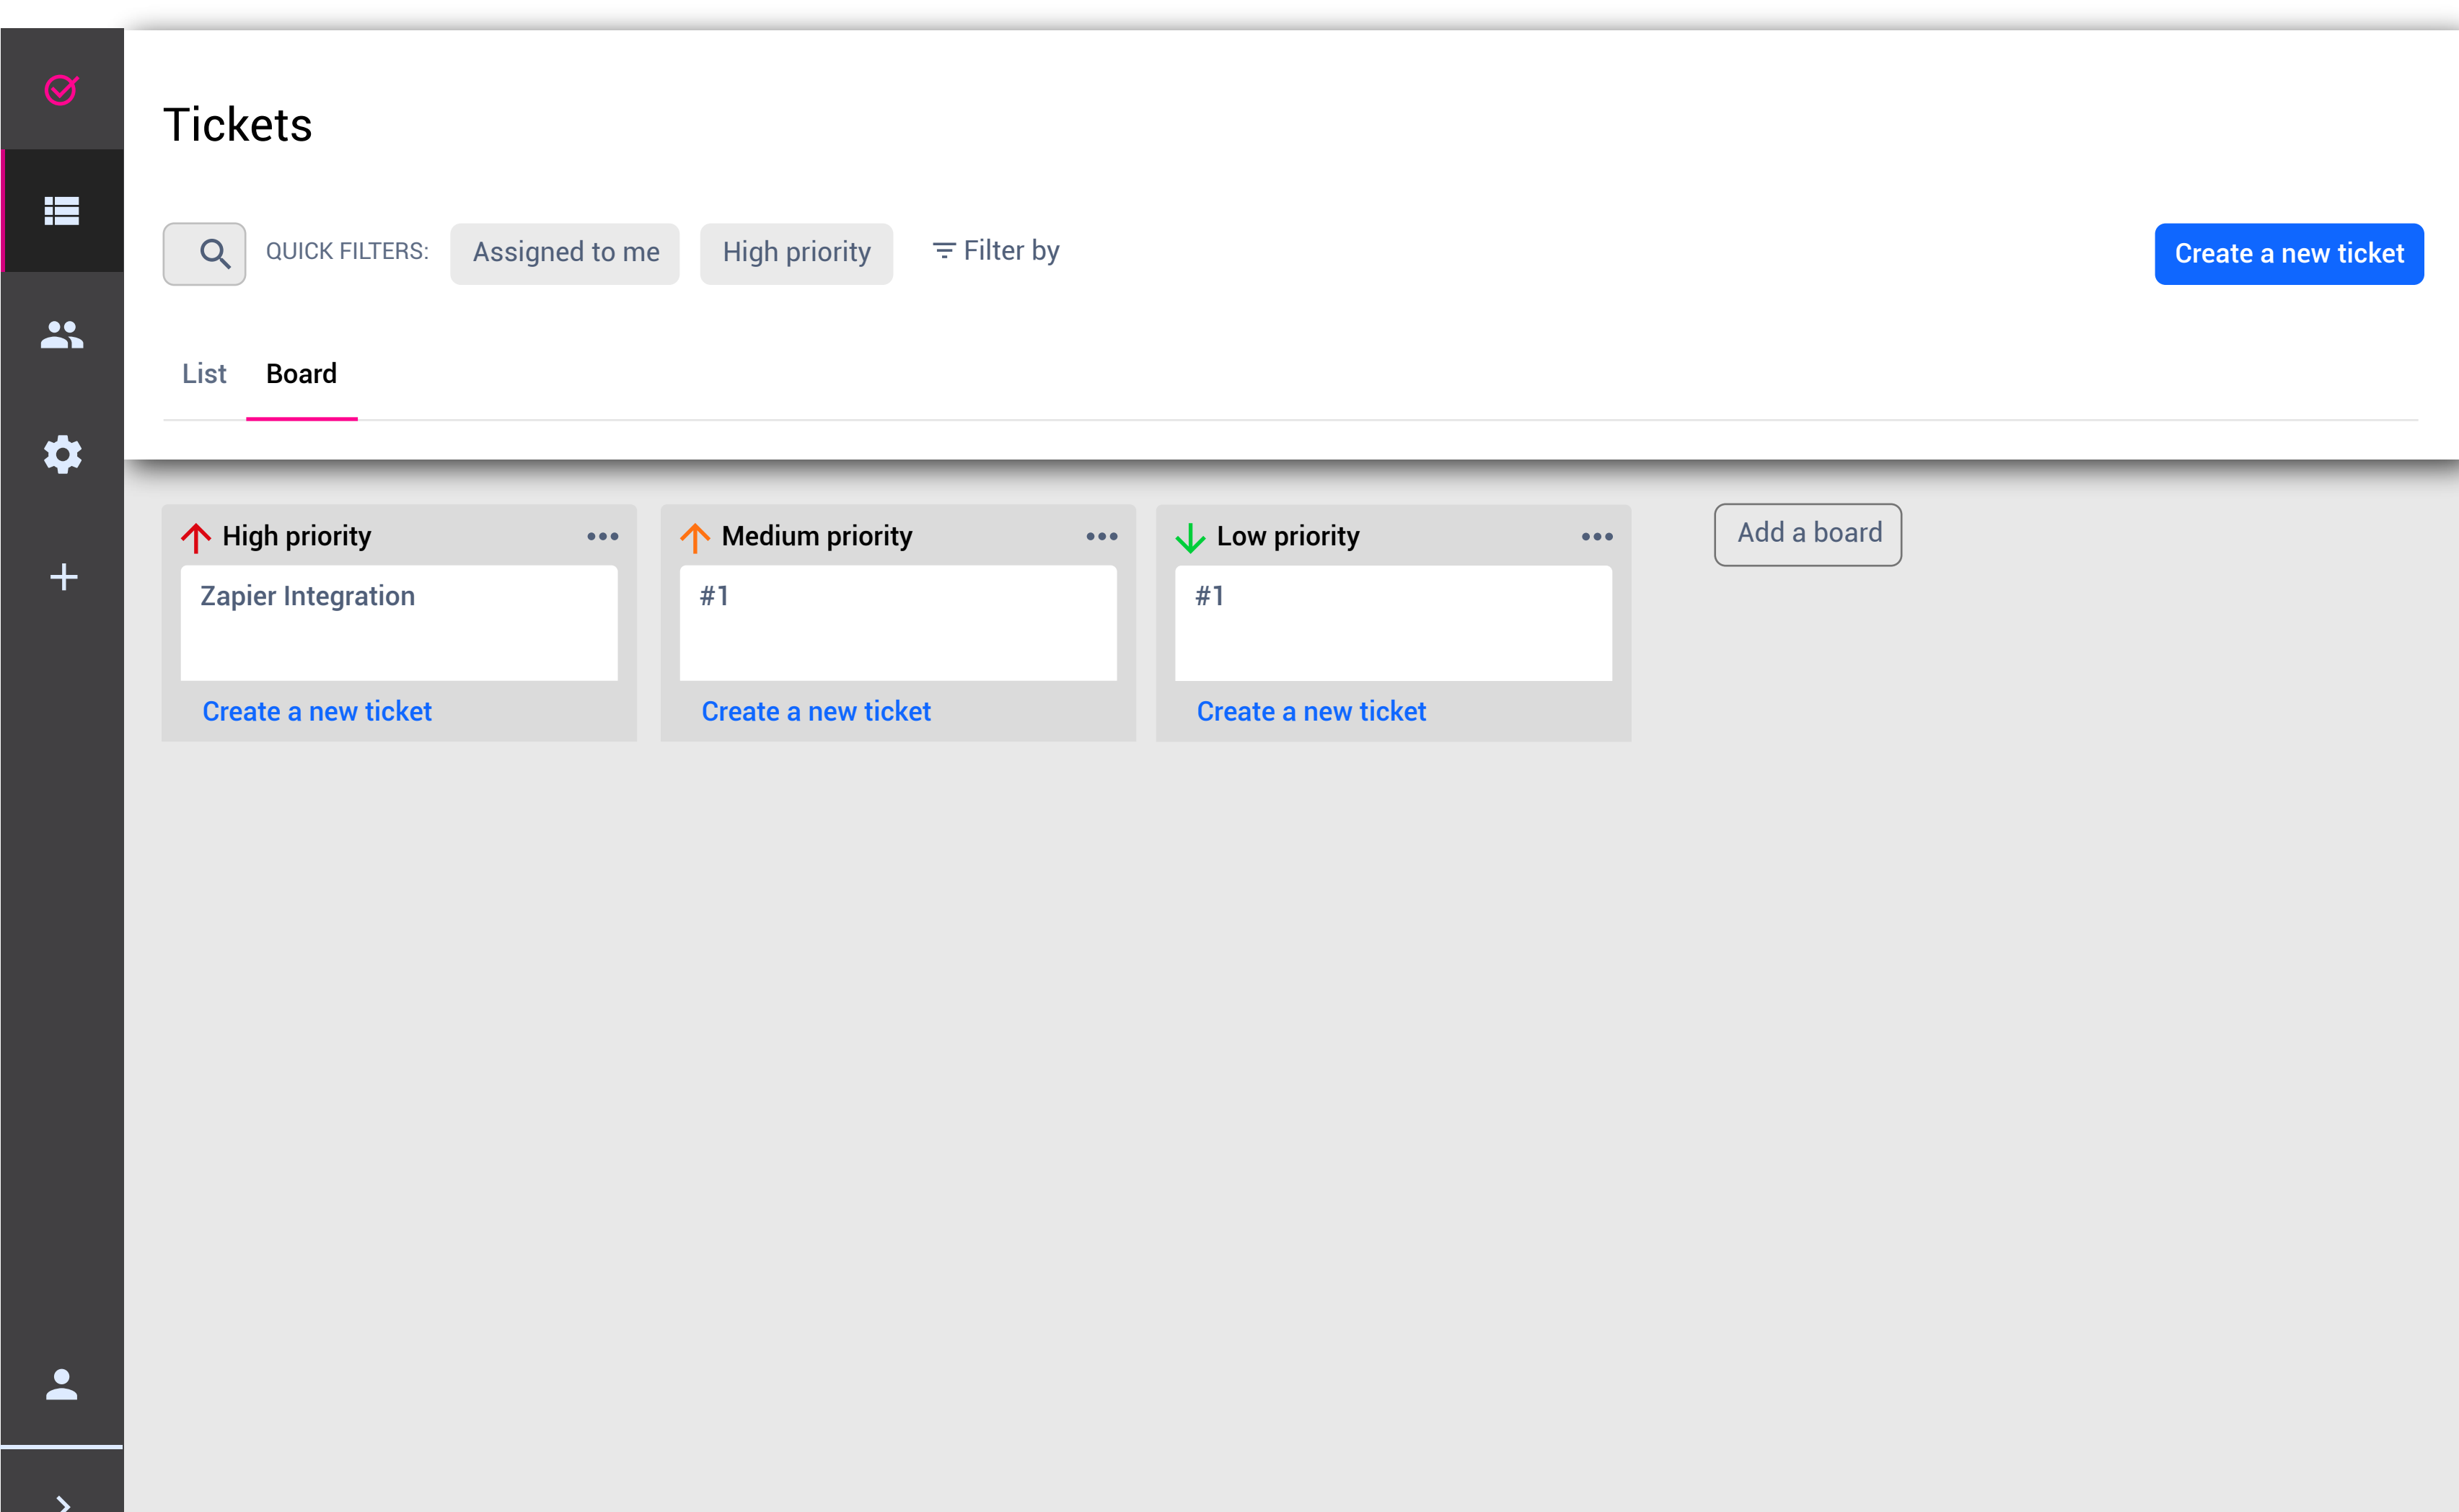 Tickets
QUICK FILTERS: Assigned to me High priority Filter by Create a new ticket
List Board
High priority Medium priority Low priority Add a board
Zapier Integration #1 #1
Create a new ticket Create a new ticket Create a new ticket